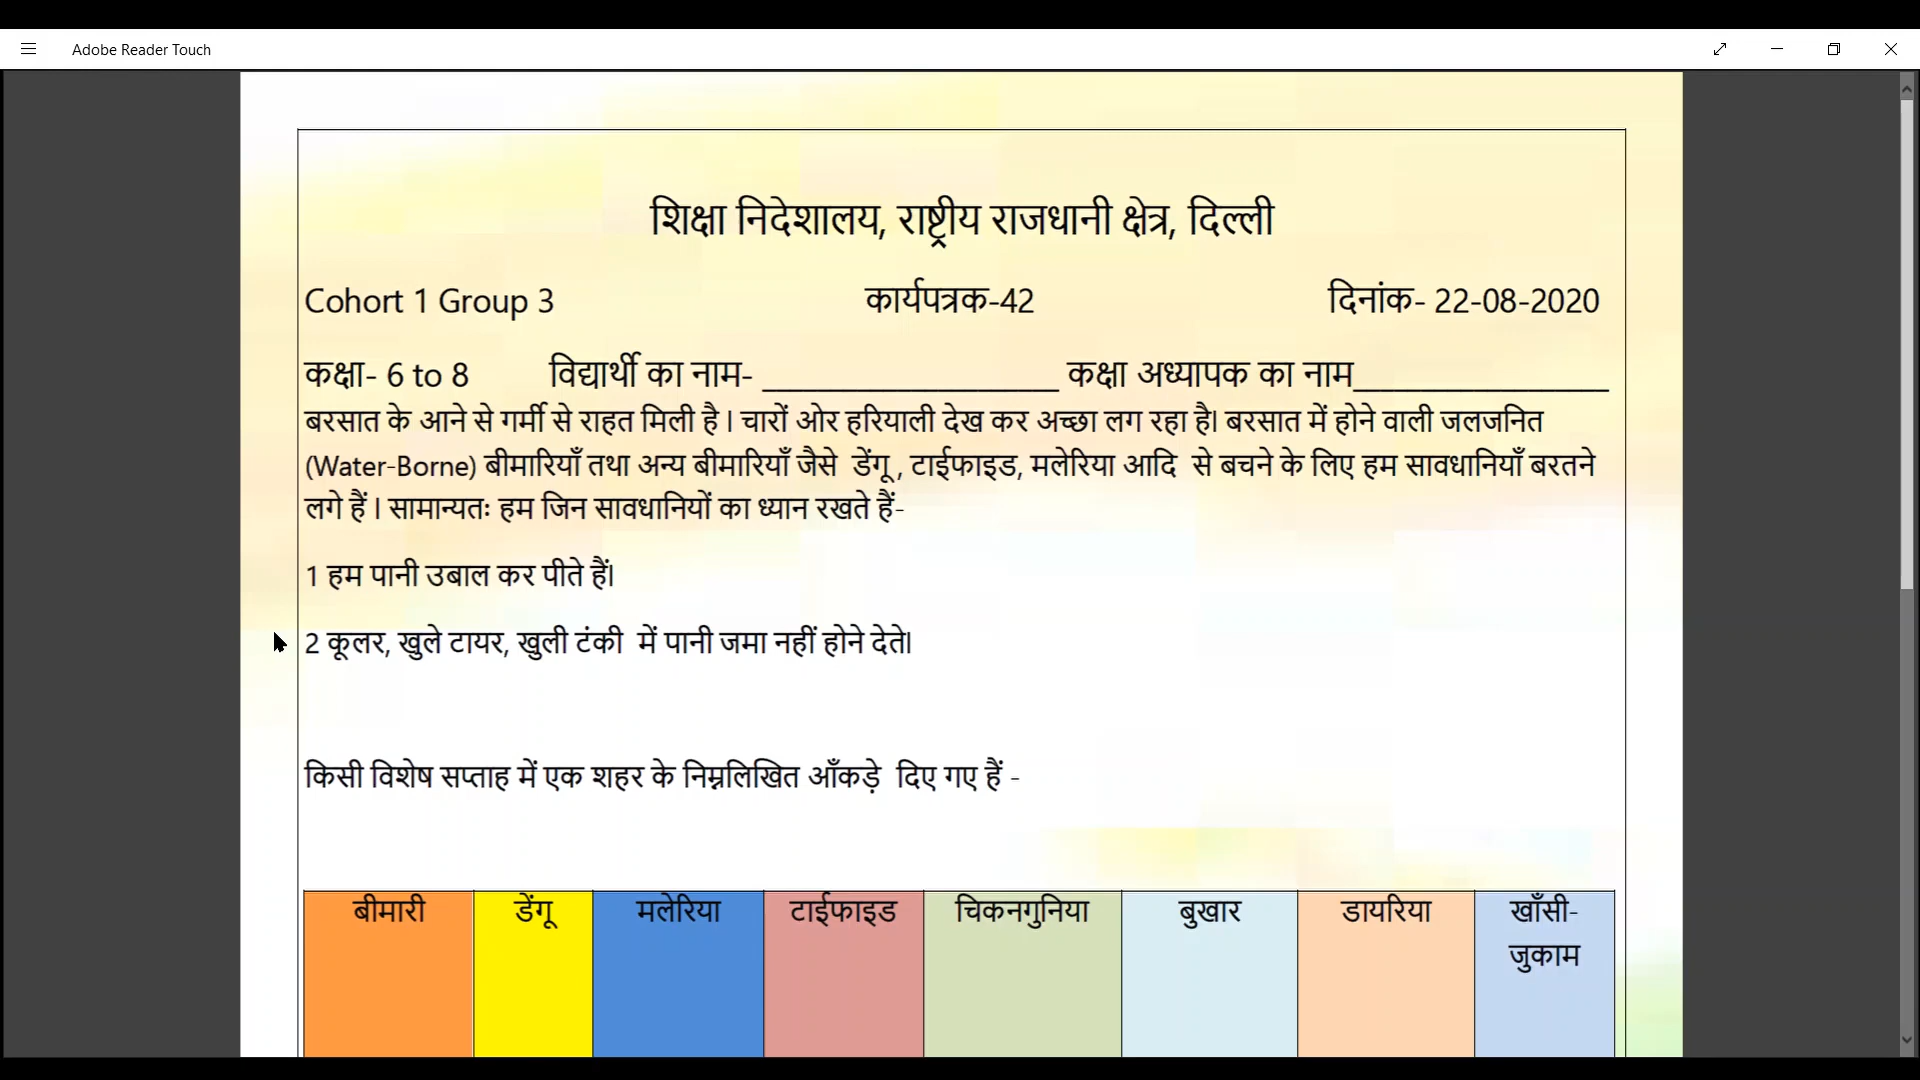 Adobe Reader Touch
शिक्षा निदेशालय, राष्ट्रीय राजधानी क्षेत्र, दिल्ली
Cohort 1 Group 3 कार्यपत्रक-42 दिनांक- 22-08-2020
कक्षा- 6 to 8 विद्यार्थी का नाम- __________________ कक्षा अध्यापक का नाम________________
बरसात के आने से गर्मी से राहत मिली है । चारों ओर हरियाली देख कर अच्छा लग रहा है। बरसात में होने वाली जलजनित
(Water-Borne) बीमारियाँ तथा अन्य बीमारियाँ जैसे डेंगू , टाईफाइड, मलेरिया आदि से बचने के लिए हम सावधानियाँ बरतने
लगे हैं । सामान्यतः हम जिन सावधानियों का ध्यान रखते हैं-
1 हम पानी उबाल कर पीते हैं।
2 कूलर, खुले टायर, खुली टंकी में पानी जमा नहीं होने देते।
किसी विशेष सप्ताह में एक शहर के निम्नलिखित आँकड़े दिए गए हैं -
बीमारी डेंगू मलेरिया टाईफाइड चिकनगुनिया बुखार डायरिया खाँसी-
जुकाम